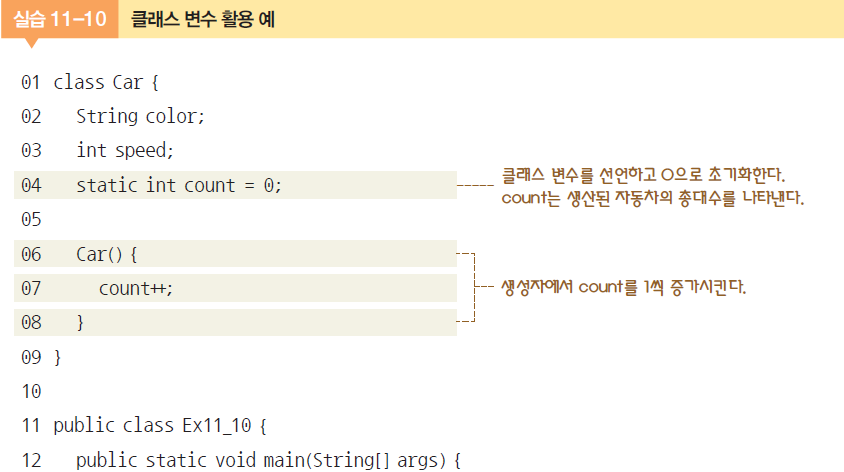 실습 11-10 클래스 변수 활용 예
01 class Car {
02 String color;
03 int speed;
04 static int count = 0;
클래스 변수를 선언하고 0으로 초기화한다.
count는 생산된 자동차의 총대수를 나타낸다.
05
06 Car() {
07 count++;
생성자에서 count를 1씩 증가시킨다.
08 }
09 }
10
11 public class Ex11_10 {
12 public static void main(String[] args) {